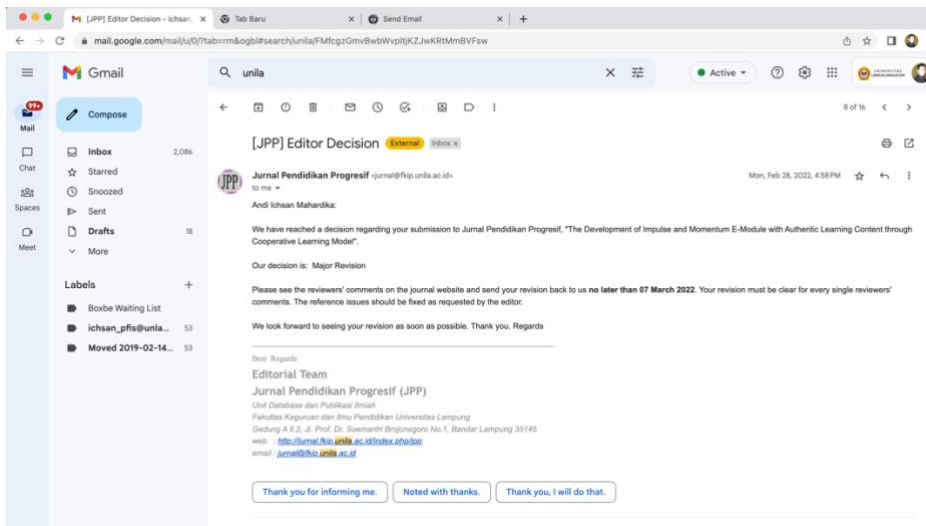 [JPP] Editor Decision - ichsan_
Tab Baru
Send Email
mail.google.com/mail/u/0/?tab=rm&ogbl#search/unila/FMfcgzGmvBwbWvpltjKZJwKRtMmBVFsw
Gmail
unila
Active
99+
Mail
Compose
8 of 16
[JPP] Editor Decision External Inbox x
Chat
Inbox 2,086
Starred
JPP
Jurnal Pendidikan Progresif <jurnal@fkip.unila.ac.id>
Mon, Feb 28, 2022, 4:58 PM
to me
Spaces
Snoozed
Sent
Andi Ichsan Mahardika:
Meet
Drafts 18
More
We have reached a decision regarding your submission to Jurnal Pendidikan Progresif, "The Development of Impulse and Momentum E-Module with Authentic Learning Content through
Cooperative Learning Model".
Our decision is: Major Revision
Labels
Boxbe Waiting List
ichsan_pfis@unla... 53
Moved 2019-02-14... 53
Please see the reviewers' comments on the journal website and send your revision back to us no later than 07 March 2022. Your revision must be clear for every single reviewers'
comments. The reference issues should be fixed as requested by the editor.
We look forward to seeing your revision as soon as possible. Thank you. Regards
Best Regards
Editorial Team
Jurnal Pendidikan Progresif (JPP)
Unit Database dan Publikasi Ilmiah
Fakultas Keguruan dan Ilmu Pendidikan Universitas Lampung
Gedung A lt.2, Jl. Prof. Dr. Soemantri Brojonegoro No.1, Bandar Lampung 35145
web : http://jurnal.fkip.unila.ac.id/index.php/jpp;
email : jurnal@fkip.unila.ac.id
Thank you for informing me.
Noted with thanks.
Thank you, I will do that.